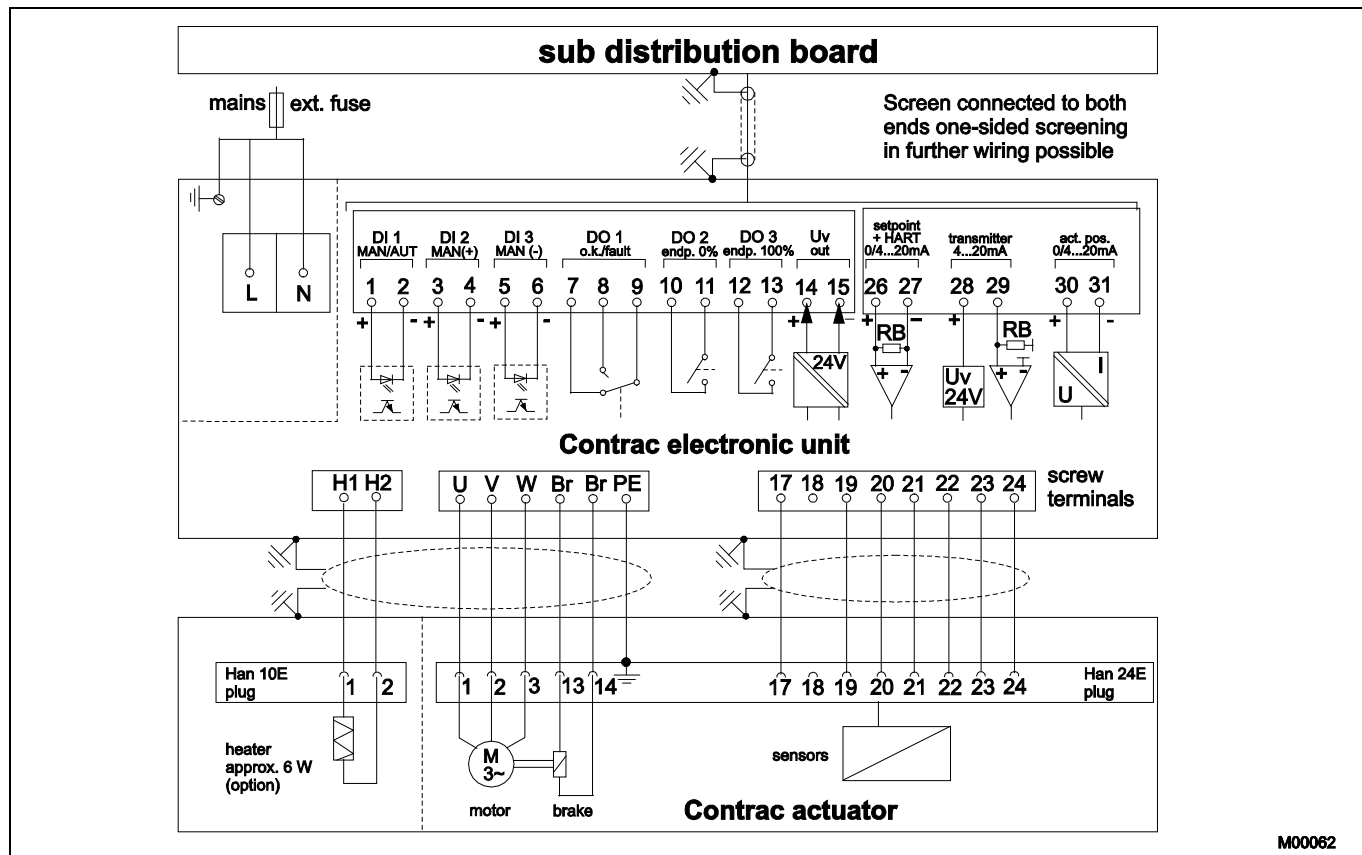 sub distribution board
mains ext. fuse
Screen connected to both
ends one-sided screening
in further wiring possible
DI 1 DI 2 DI 3 DO 1 DO 2 DO 3 Uv
MAN/AUT MAN(+) MAN (-) o.k./fault endp. 0% endp. 100% out
setpoint
+ HART transmitter act. pos.
0/4...20mA 4...20mA 0/4...20mA
1 2 3 4 5 6 7 8 9 10 11 12 13 14 15 26 27 28 29 30 31
L N
+ - + - + - + - + - + + -
RB RB
24V
+ - + -
Uv
24V
U I
Contrac electronic unit
H1 H2
U V W Br Br PE
17 18 19 20 21 22 23 24
screw
terminals
Han 10E
plug
1 2
1 2 3 13 14
17 18 19 20 21 22 23 24
Han 24E
plug
heater
approx. 6 W
(option)
M
3~
motor brake
sensors
Contrac actuator
M00062